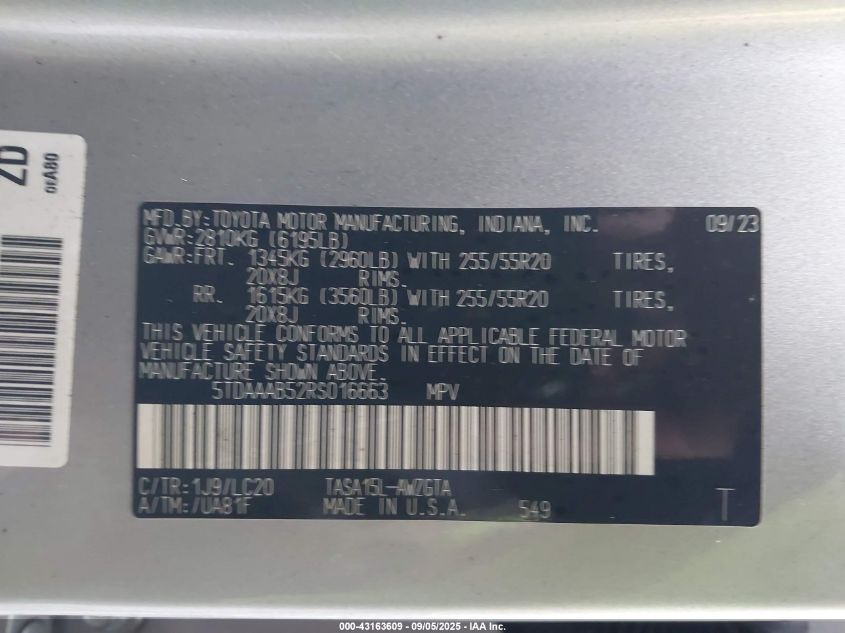 ZD
0EA80
MFD.BY:TOYOTA MOTOR MANUFACTURING, INDIANA, INC. 09/23
GVWR:2810KG (6195LB)
GAWR:FRT. 1345KG (2960LB) WITH 255/55R20 TIRES,
20X8J RIMS.
RR. 1615KG (3560LB) WITH 255/55R20 TIRES,
20X8J RIMS.
THIS VEHICLE CONFORMS TO ALL APPLICABLE FEDERAL MOTOR
VEHICLE SAFETY STANDARDS IN EFFECT ON THE DATE OF
MANUFACTURE SHOWN ABOVE.
5TDAAAB52RS016663 MPV
C/TR:1J9/LC20 TASA15L-AWZGTA
A/TM:/UA81F MADE IN U.S.A. 549 T
000-43163609 - 09/05/2025 - IAA Inc.